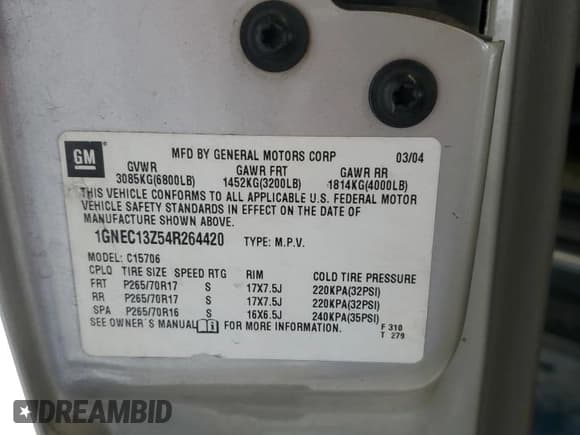 GM
MFD BY GENERAL MOTORS CORP 03/04
GVWR GAWR FRT GAWR RR
3085KG(6800LB) 1452KG(3200LB) 1814KG(4000LB)
THIS VEHICLE CONFORMS TO ALL APPLICABLE U.S. FEDERAL MOTOR
VEHICLE SAFETY STANDARDS IN EFFECT ON THE DATE OF
MANUFACTURE SHOWN ABOVE.
1GNEC13Z54R264420 TYPE: M.P.V.
MODEL: C15706
CPLQ TIRE SIZE SPEED RTG RIM COLD TIRE PRESSURE
FRT P265/70R17 S 17X7.5J 220KPA(32PSI)
RR P265/70R17 S 17X7.5J 220KPA(32PSI)
SPA P265/70R16 S 16X6.5J 240KPA(35PSI)
SEE OWNER'S MANUAL FOR MORE INFORMATION. F 310
T 279
DREAMBID